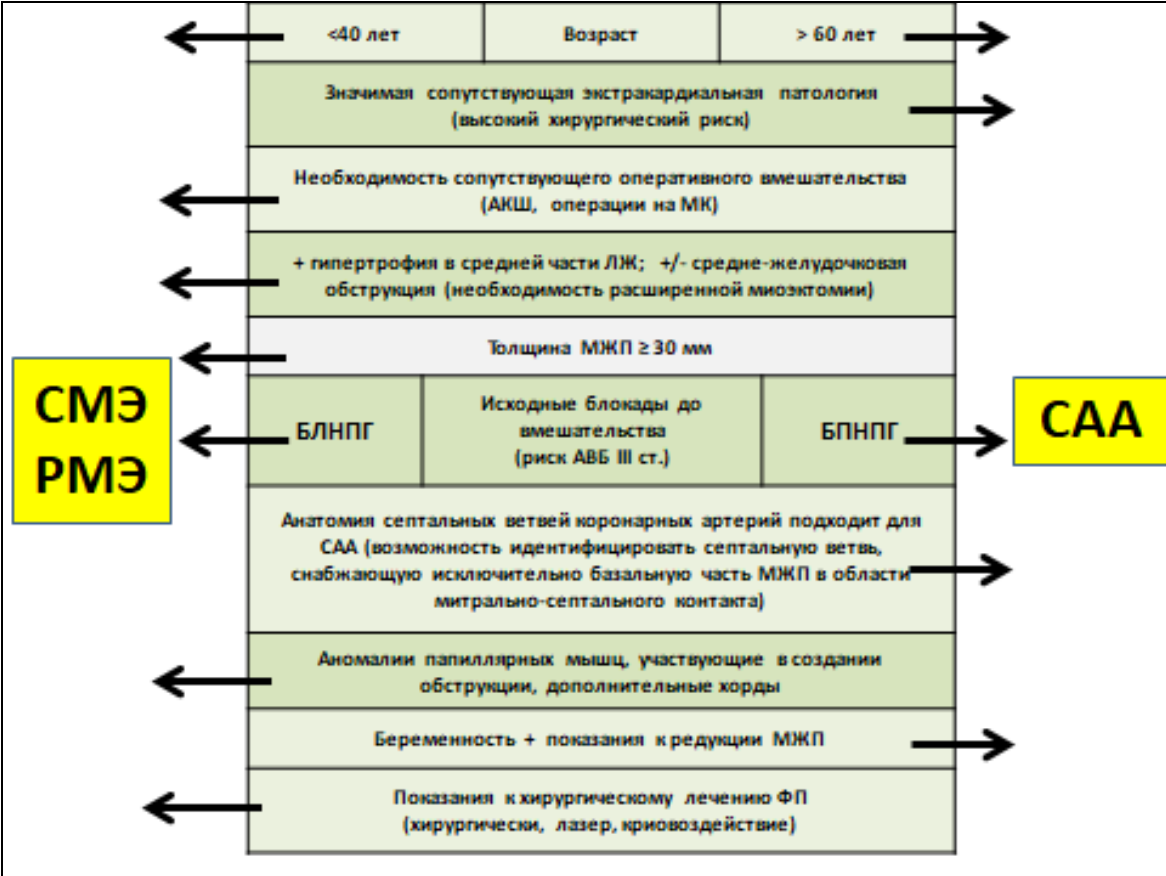 <40 лет
Возраст
> 60 лет
Значимая сопутствующая экстракардиальная патология
(высокий хирургический риск)
Необходимость сопутствующего оперативного вмешательства
(АКШ, операции на МК)
+ гипертрофия в средней части ЛЖ; +/- средне-желудочковая
обструкция (необходимость расширенной миоэктомии)
Толщина МЖП ≥ 30 мм
СМЭ
РМЭ
БЛНПГ
Исходные блокады до
вмешательства
(риск АВБ III ст.)
БПНПГ
САА
Анатомия септальных ветвей коронарных артерий подходит для
САА (возможность идентифицировать септальную ветвь,
снабжающую исключительно базальную часть МЖП в области
митрально-септального контакта)
Аномалии папиллярных мышц, участвующие в создании
обструкции, дополнительные хорды
Беременность + показания к редукции МЖП
Показания к хирургическому лечению ФП
(хирургически, лазер, криовоздействие)